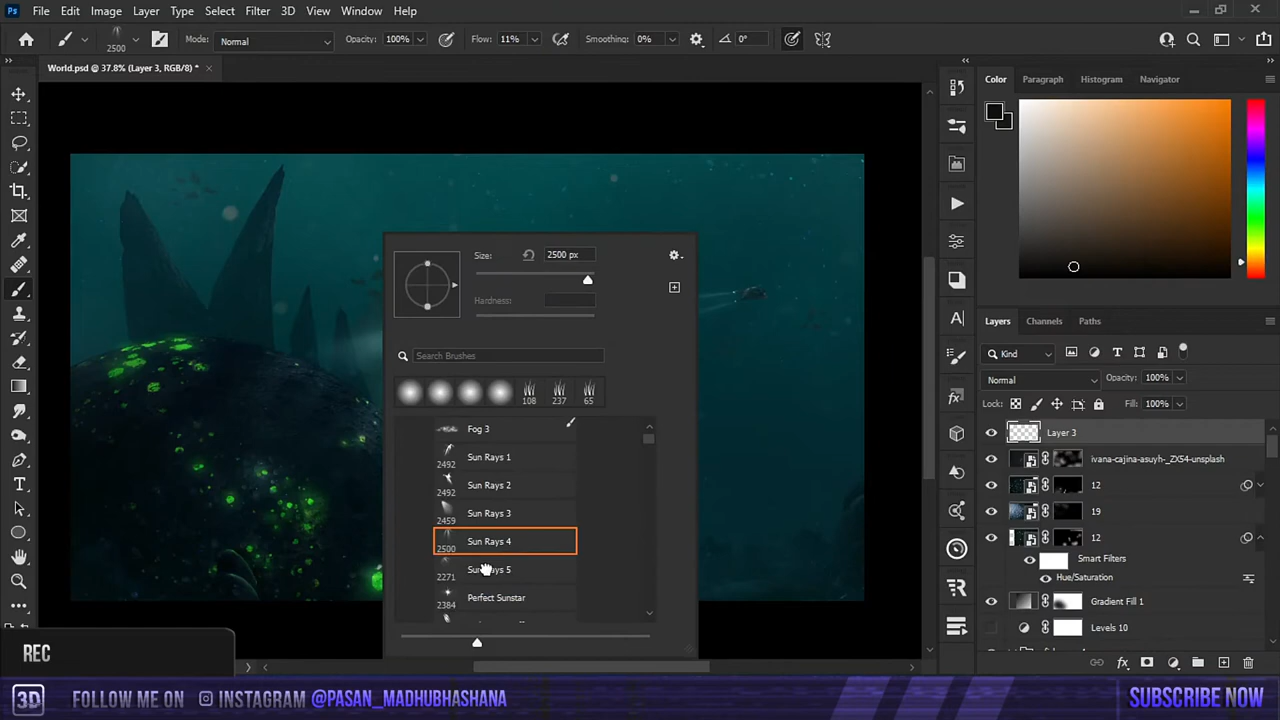 Ps File Edit Image Layer Type Select Filter 3D View Window Help
2500 Mode: Normal Opacity: 100% Flow: 11% Smoothing: 0% 0°
World.psd @ 37.8% (Layer 3, RGB/8) *
Color Paragraph Histogram Navigator
Size: 2500 px
Hardness:
Search Brushes
108 237 65
Fog 3
2492 Sun Rays 1
2492 Sun Rays 2
2459 Sun Rays 3
2500 Sun Rays 4
2271 Sun Rays 5
2384 Perfect Sunstar
Layers Channels Paths
Kind
Normal Opacity: 100%
Lock: Fill: 100%
Layer 3
ivana-cajina-asuyh-_ZXS4-unsplash
12
19
12
Smart Filters
Hue/Saturation
Gradient Fill 1
Levels 10
REC
3D FOLLOW ME ON INSTAGRAM @PASAN_MADHUBHASHANA
SUBSCRIBE NOW